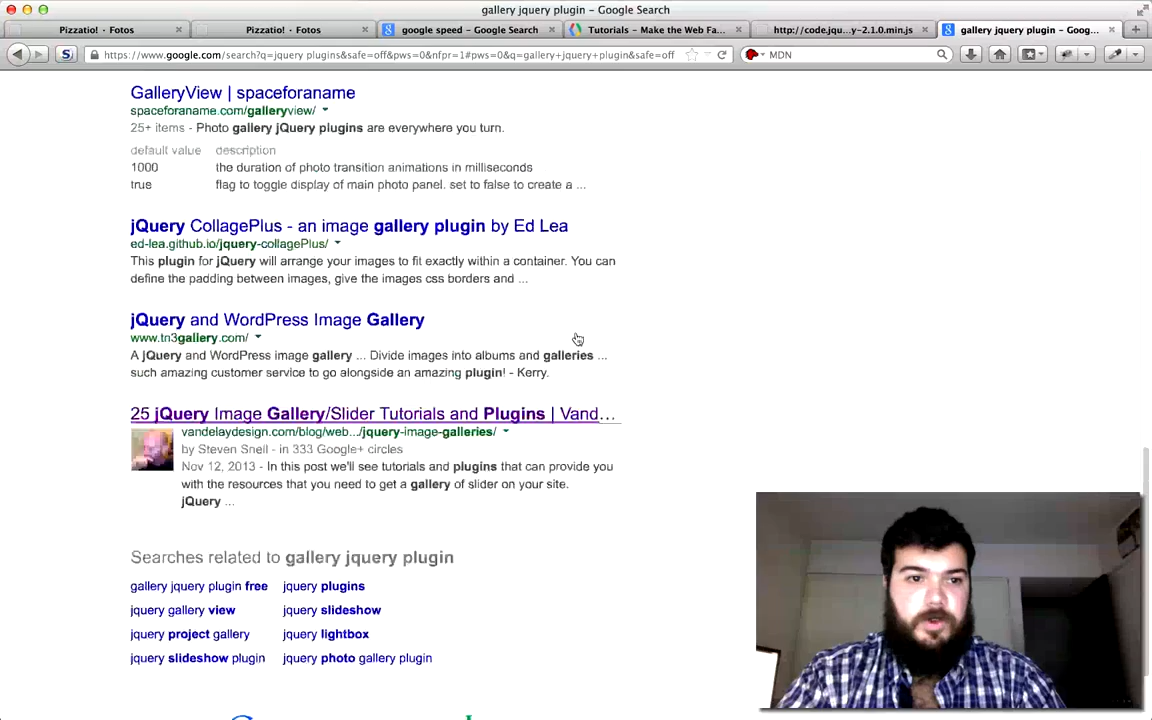 gallery jquery plugin - Google Search
Pizzatio! · Fotos
Pizzatio! · Fotos
google speed - Google Search
Tutorials - Make the Web Fa...
http://code.jqu...y-2.1.0.min.js
gallery jquery plugin - Goog...
https://www.google.com/search?q=jquery plugins&safe=off&pws=0&nfpr=1#pws=0&q=gallery+jquery+plugin&safe=off
MDN
GalleryView | spaceforaname
spaceforaname.com/galleryview/
25+ items - Photo gallery jQuery plugins are everywhere you turn.
default value description
1000 the duration of photo transition animations in milliseconds
true flag to toggle display of main photo panel. set to false to create a ...
jQuery CollagePlus - an image gallery plugin by Ed Lea
ed-lea.github.io/jquery-collagePlus/
This plugin for jQuery will arrange your images to fit exactly within a container. You can
define the padding between images, give the images css borders and ...
jQuery and WordPress Image Gallery
www.tn3gallery.com/
A jQuery and WordPress image gallery ... Divide images into albums and galleries ...
such amazing customer service to go alongside an amazing plugin! - Kerry.
25 jQuery Image Gallery/Slider Tutorials and Plugins | Vand...
vandelaydesign.com/blog/web.../jquery-image-galleries/
by Steven Snell - in 333 Google+ circles
Nov 12, 2013 - In this post we'll see tutorials and plugins that can provide you
with the resources that you need to get a gallery of slider on your site.
jQuery ...
Searches related to gallery jquery plugin
gallery jquery plugin free jquery plugins
jquery gallery view jquery slideshow
jquery project gallery jquery lightbox
jquery slideshow plugin jquery photo gallery plugin